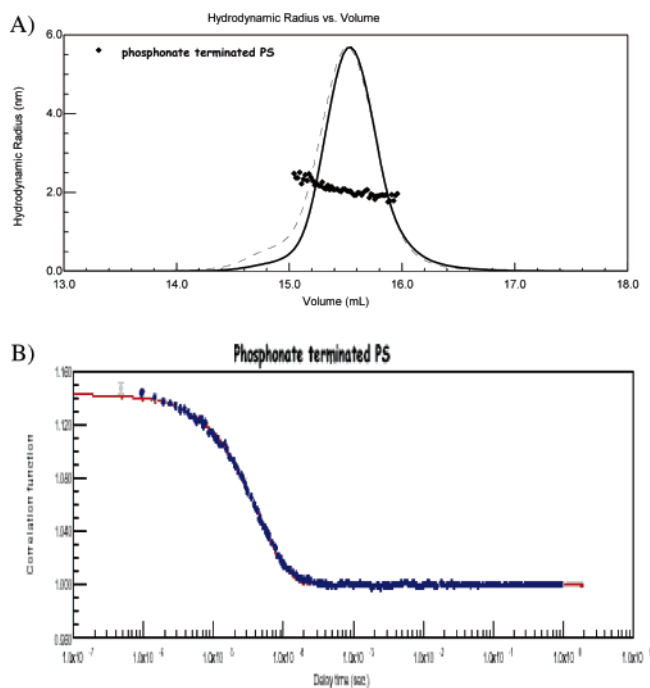 A)
Hydrodynamic Radius vs. Volume
phosphonate terminated PS
Hydrodynamic Radius (nm)
6.0
4.0
2.0
0.0
13.0 14.0 15.0 16.0 17.0 18.0
Volume (mL)
B)
Phosphonate terminated PS
Correlation function
1.160
1.120
1.080
1.040
1.000
0.960
1.0x10
Delay time (sec.)